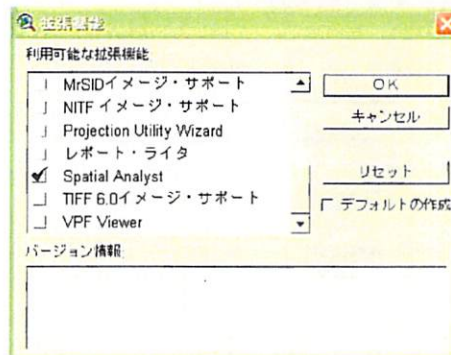 拡張機能
利用可能な拡張機能
MrSIDイメージ・サポート
NITF イメージ・サポート
Projection Utility Wizard
レポート・ライタ
Spatial Analyst
TIFF 6.0イメージ・サポート
VPF Viewer
OK
キャンセル
リセット
デフォルトの作成
バージョン情報: